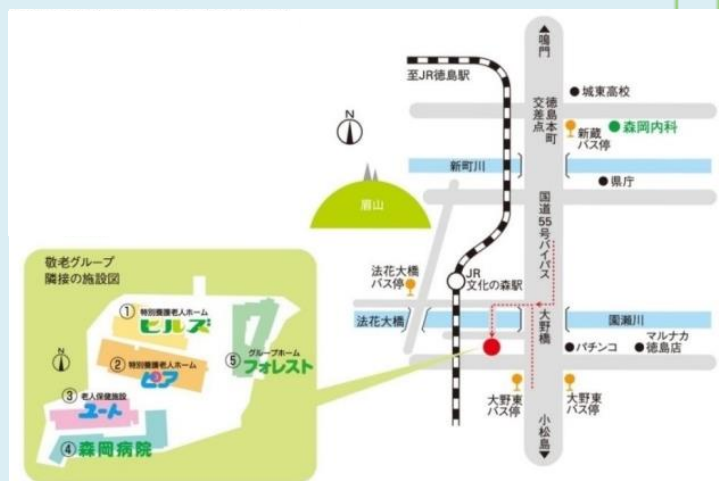 鳴門
至JR徳島駅
徳島本町
交差点
城東高校
新蔵
バス停
森岡内科
N
新町川
県庁
眉山
国道55号バイパス
敬老グループ
隣接の施設図
法花大橋
バス停
JR
文化の森駅
法花大橋
大野橋
園瀬川
① 特別養護老人ホーム
ヒルズ
② 特別養護老人ホーム
ピア
⑤ グループホーム
フォレスト
N
③ 老人保健施設
ユート
④ 森岡病院
パチンコ
マルナカ
徳島店
大野東
バス停
大野東
バス停
小松島